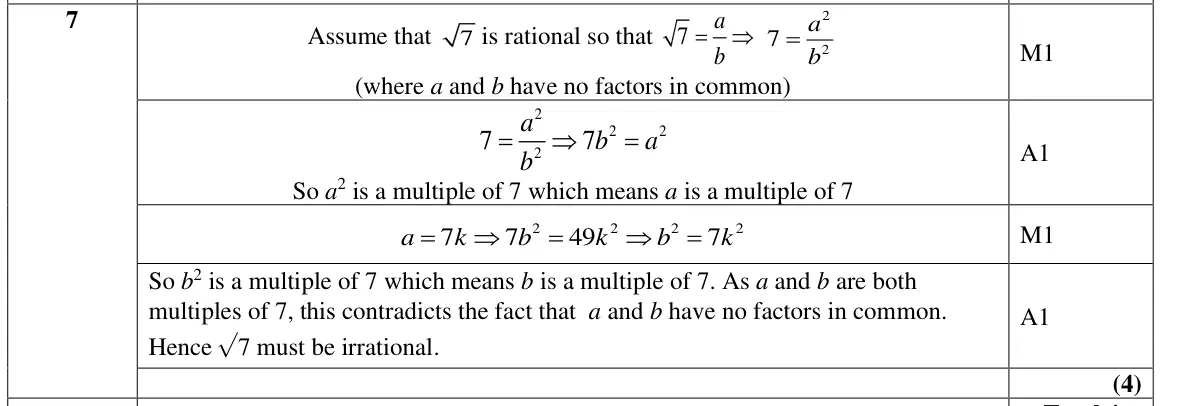 7
Assume that √7 is rational so that √7 = a/b ⇒ 7 = a²/b²
(where a and b have no factors in common)
M1
7 = a²/b² ⇒ 7b² = a²
So a² is a multiple of 7 which means a is a multiple of 7
A1
a = 7k ⇒ 7b² = 49k² ⇒ b² = 7k²
M1
So b² is a multiple of 7 which means b is a multiple of 7. As a and b are both
multiples of 7, this contradicts the fact that a and b have no factors in common.
Hence √7 must be irrational.
A1
(4)